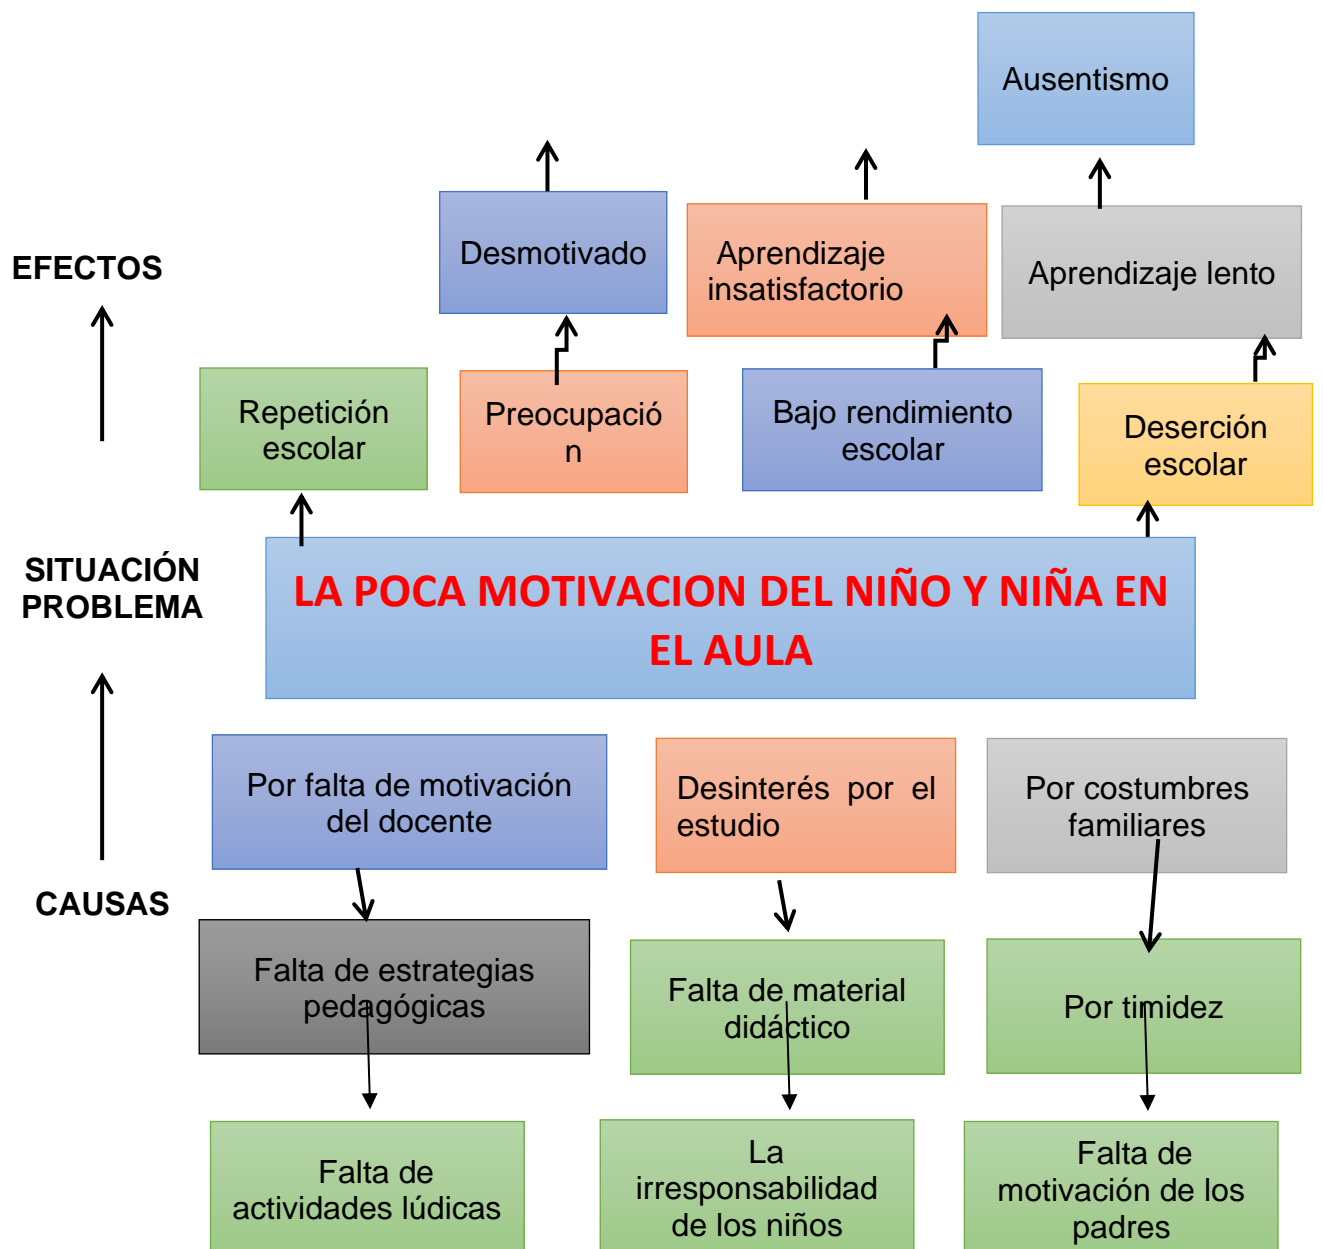 Ausentismo
Desmotivado
Aprendizaje
insatisfactorio
Aprendizaje lento
EFECTOS
Repetición
escolar
Preocupació
n
Bajo rendimiento
escolar
Deserción
escolar
SITUACIÓN
PROBLEMA
LA POCA MOTIVACION DEL NIÑO Y NIÑA EN
EL AULA
Por falta de motivación
del docente
Desinterés por el
estudio
Por costumbres
familiares
CAUSAS
Falta de estrategias
pedagógicas
Falta de material
didáctico
Por timidez
Falta de
actividades lúdicas
La
irresponsabilidad
de los niños
Falta de
motivación de los
padres